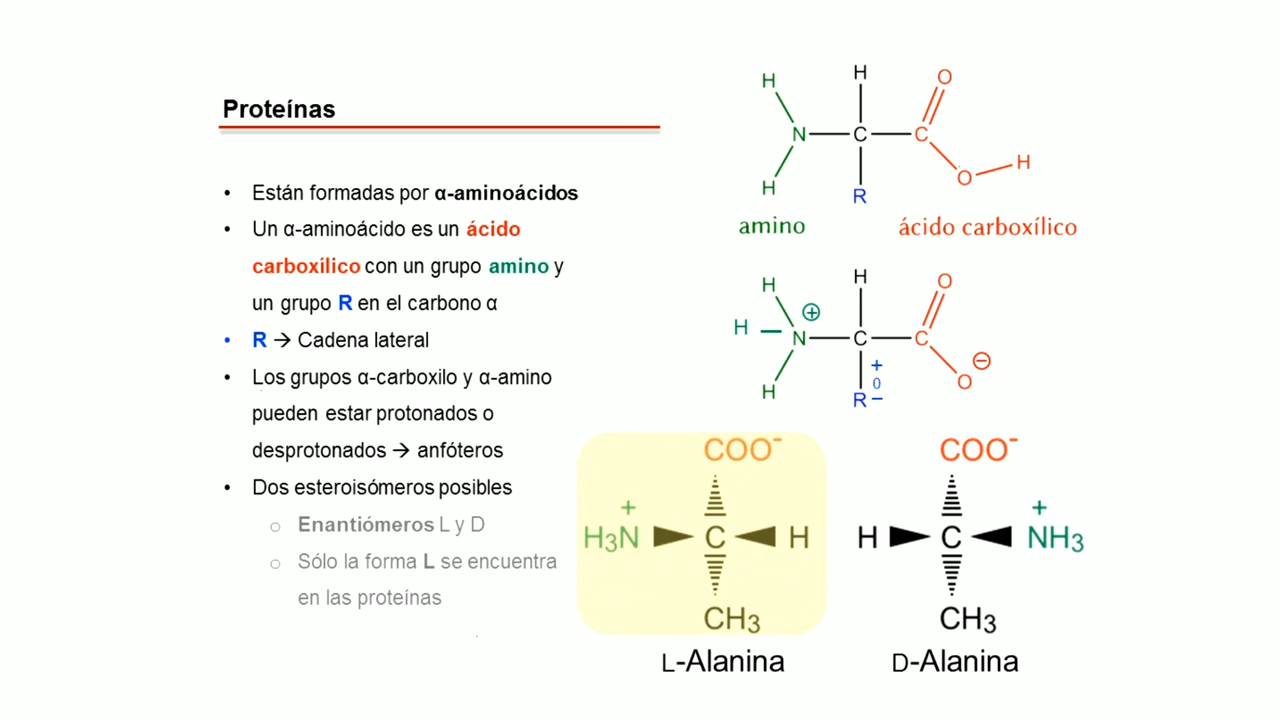 Proteínas
• Están formadas por α-aminoácidos
• Un α-aminoácido es un ácido
carboxílico con un grupo amino y
un grupo R en el carbono α
• R → Cadena lateral
• Los grupos α-carboxilo y α-amino
pueden estar protonados o
desprotonados → anfóteros
• Dos esteroisómeros posibles
o Enantiómeros L y D
o Sólo la forma L se encuentra
en las proteínas
H H O
N C C
H R O H
amino ácido carboxílico
H H O
H N ⊕ C C
H R + 0 − O ⊖
COO⁻
H₃N⁺ C H
CH₃
L-Alanina
COO⁻
H C NH₃⁺
CH₃
D-Alanina